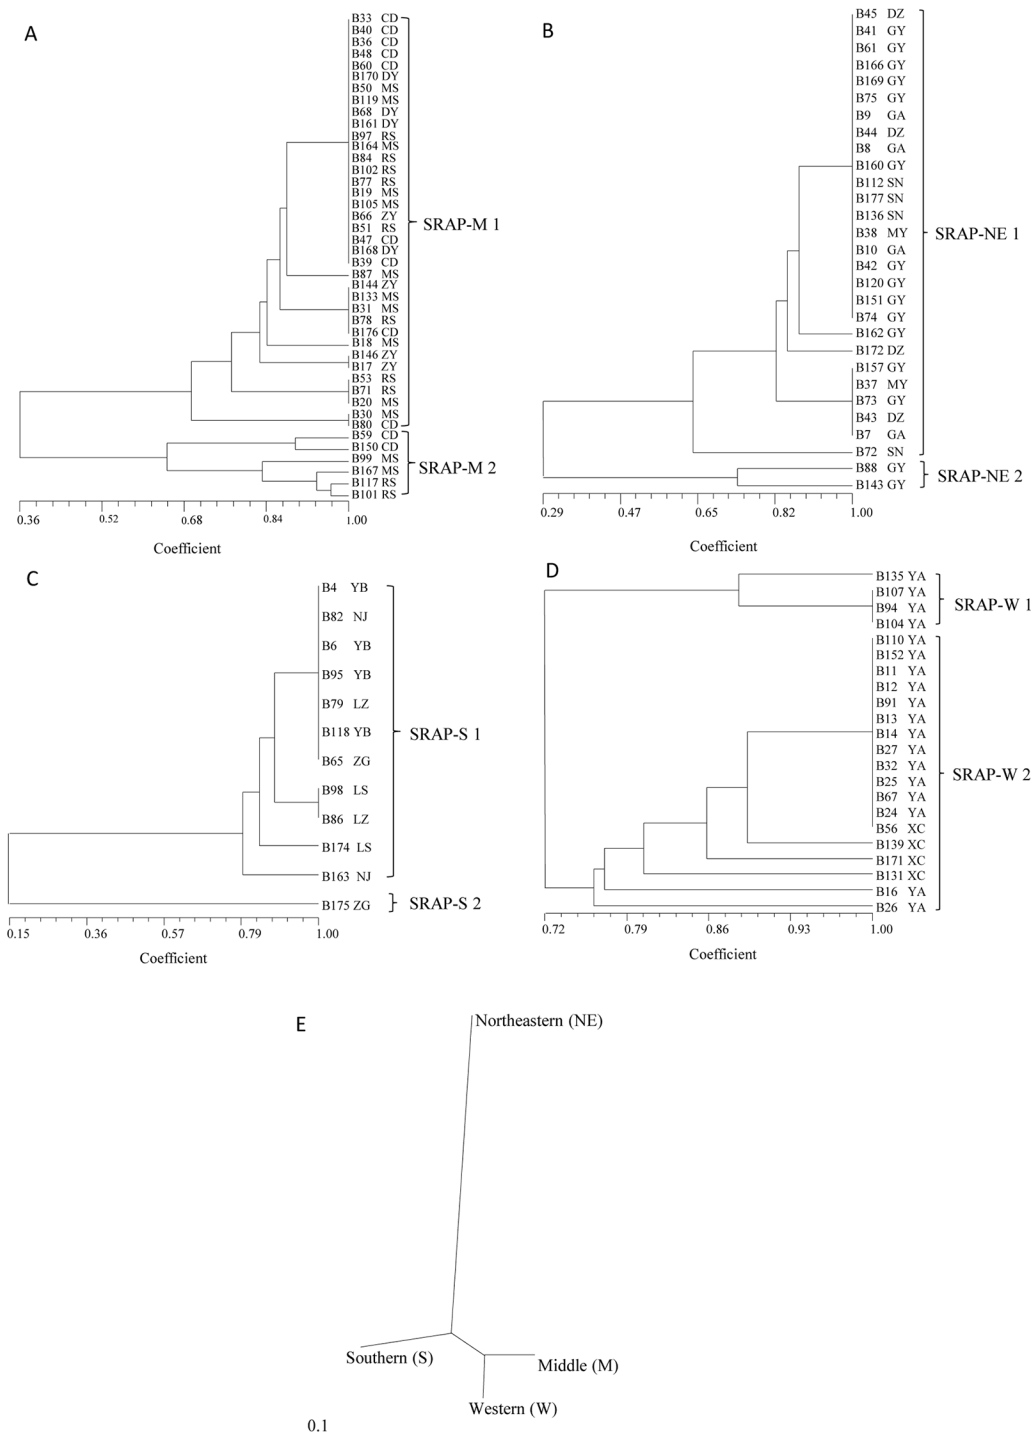 A
B33 CD
B40 CD
B36 CD
B48 CD
B60 CD
B170 DY
B50 MS
B119 MS
B68 DY
B161 DY
B97 RS
B164 MS
B84 RS
B102 RS
B77 RS
B19 MS
B105 MS
B66 ZY
B51 RS
B47 CD
B168 DY
B39 CD
B87 MS
B144 ZY
B133 MS
B31 MS
B78 RS
B176 CD
B18 MS
B146 ZY
B17 ZY
B53 RS
B71 RS
B20 MS
B30 MS
B80 CD
B59 CD
B150 CD
B99 MS
B167 MS
B117 RS
B101 RS
SRAP-M 1
SRAP-M 2
0.36 0.52 0.68 0.84 1.00
Coefficient
B
B45 DZ
B41 GY
B61 GY
B166 GY
B169 GY
B75 GY
B9 GA
B44 DZ
B8 GA
B160 GY
B112 SN
B177 SN
B136 SN
B38 MY
B10 GA
B42 GY
B120 GY
B151 GY
B74 GY
B162 GY
B172 DZ
B157 GY
B37 MY
B73 GY
B43 DZ
B7 GA
B72 SN
B88 GY
B143 GY
SRAP-NE 1
SRAP-NE 2
0.29 0.47 0.65 0.82 1.00
Coefficient
C
B4 YB
B82 NJ
B6 YB
B95 YB
B79 LZ
B118 YB
B65 ZG
B98 LS
B86 LZ
B174 LS
B163 NJ
B175 ZG
SRAP-S 1
SRAP-S 2
0.15 0.36 0.57 0.79 1.00
Coefficient
D
B135 YA
B107 YA
B94 YA
B104 YA
B110 YA
B152 YA
B11 YA
B12 YA
B91 YA
B13 YA
B14 YA
B27 YA
B32 YA
B25 YA
B67 YA
B24 YA
B56 XC
B139 XC
B171 XC
B131 XC
B16 YA
B26 YA
SRAP-W 1
SRAP-W 2
0.72 0.79 0.86 0.93 1.00
Coefficient
E
Northeastern (NE)
Southern (S)
Middle (M)
Western (W)
0.1